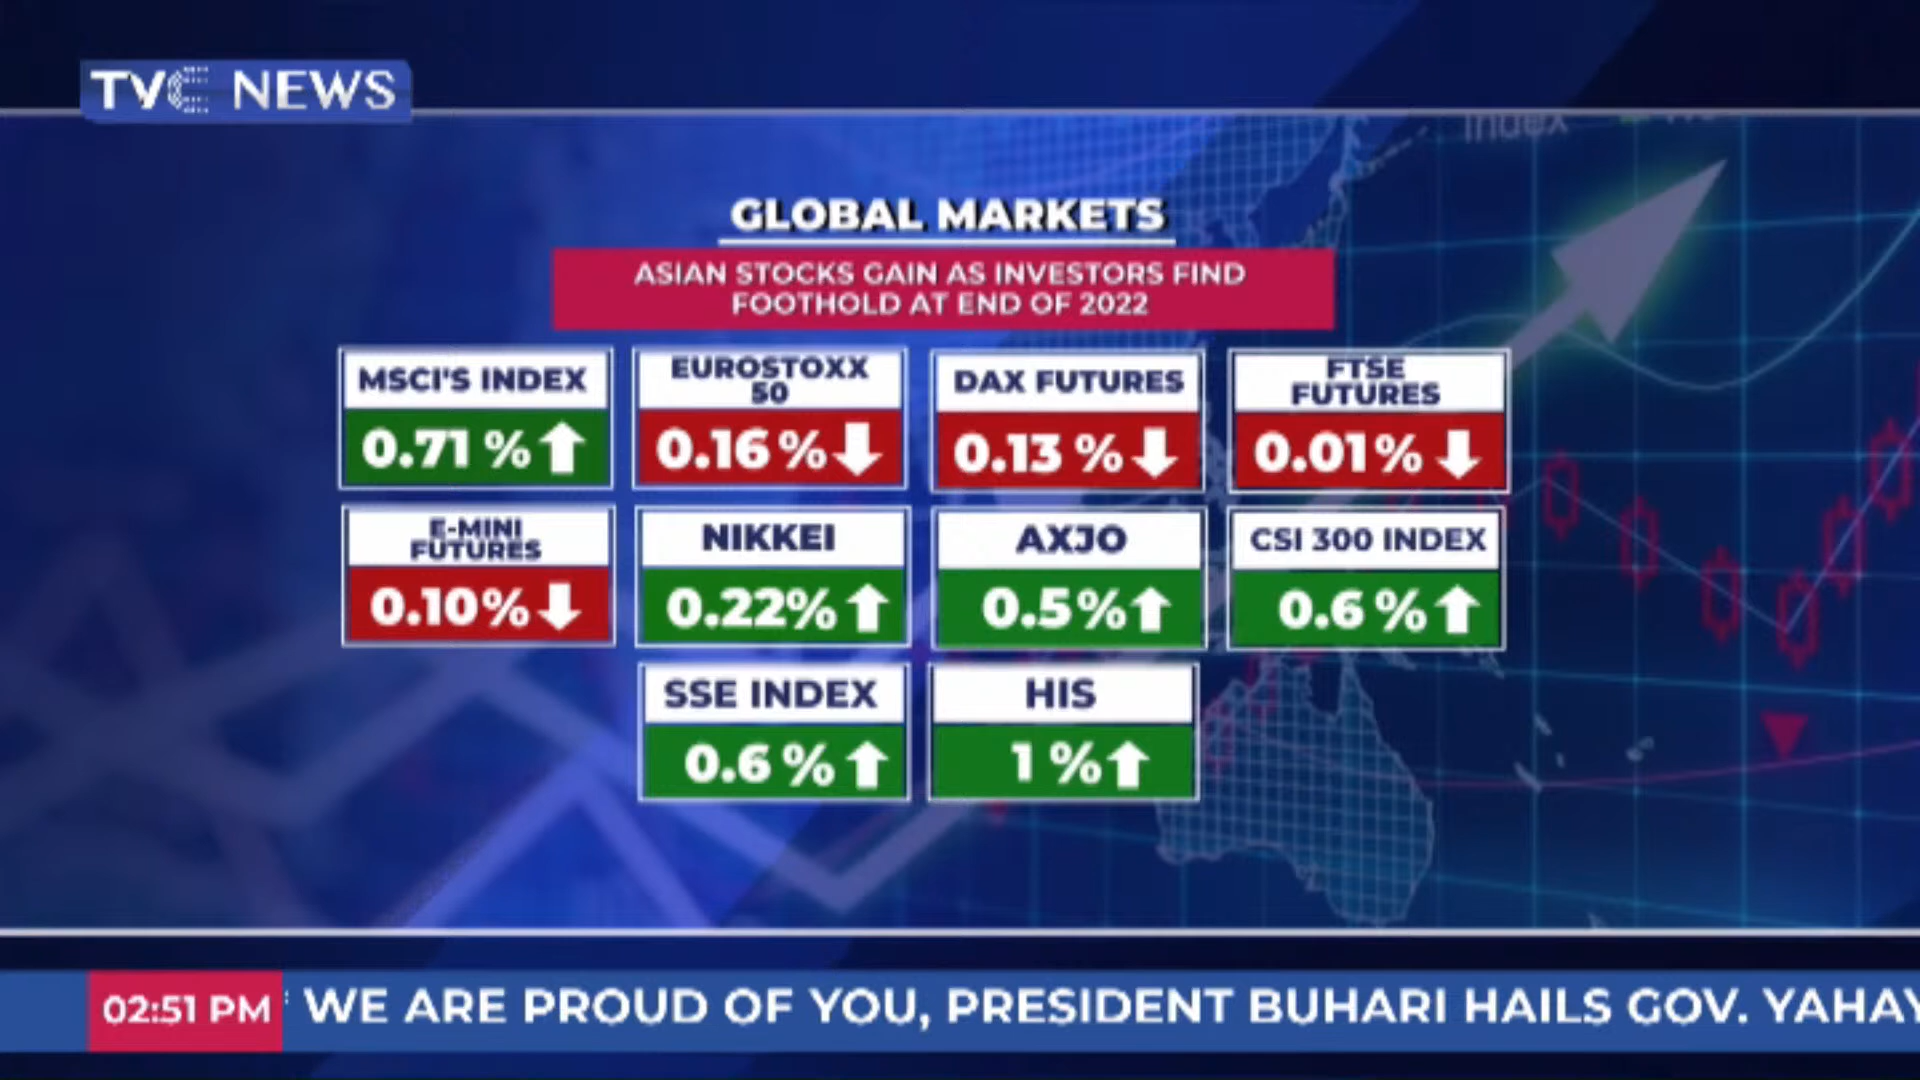 TVC NEWS
Index
GLOBAL MARKETS
ASIAN STOCKS GAIN AS INVESTORS FIND
FOOTHOLD AT END OF 2022
MSCI'S INDEX
0.71 %
EUROSTOXX
50
0.16 %
DAX FUTURES
0.13 %
FTSE
FUTURES
0.01%
E-MINI
FUTURES
0.10%
NIKKEI
0.22%
AXJO
0.5%
CSI 300 INDEX
0.6 %
SSE INDEX
0.6 %
HIS
1 %
02:51 PM
WE ARE PROUD OF YOU, PRESIDENT BUHARI HAILS GOV. YAHAY